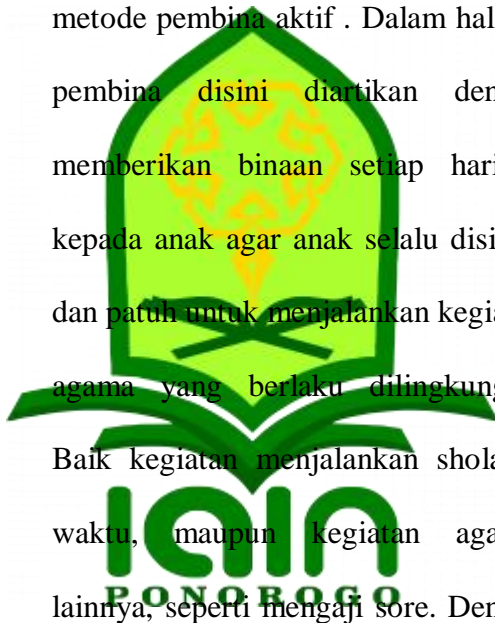 metode pembina aktif . Dalam hal
pembina disini diartikan den
memberikan binaan setiap hari
kepada anak agar anak selalu disi
dan patuh untuk menjalankan kegia
agama yang berlaku dilingkung
Baik kegiatan menjalankan shola
waktu, maupun kegiatan aga
lainnya, seperti mengaji sore. Den
iain
PONOROGO